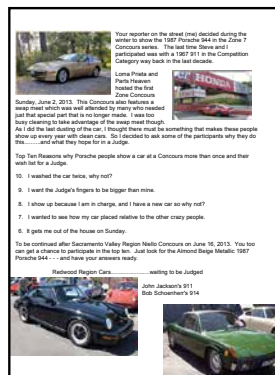 Your reporter on the street (me) decided during the
winter to show the 1987 Porsche 944 in the Zone 7
Concours series. The last time Steve and I
participated was with a 1967 911 in the Competition
Category way back in the last decade.
Loma Prieta and
Parts Heaven
hosted the first
Zone Concours
HONDA
Sunday, June 2, 2013. This Concours also features a
swap meet which was well attended by many who needed
just that special part that is no longer made. I was too
busy cleaning to take advantage of the swap meet though.
As I did the last dusting of the car, I thought there must be something that makes these people
show up every year with clean cars. So I decided to ask some of the participants why they do
this..........and what they hope for in a Judge.
Top Ten Reasons why Porsche people show a car at a Concours more than once and their
wish list for a Judge.
10. I washed the car twice, why not?
9. I want the Judge's fingers to be bigger than mine.
8. I show up because I am in charge, and I have a new car so why not?
7. I wanted to see how my car placed relative to the other crazy people.
6. It gets me out of the house on Sunday.
To be continued after Sacramento Valley Region Niello Concours on June 16, 2013. You too
can get a chance to participate in the top ten. Just look for the Almond Beige Metallic 1987
Porsche 944 - - - and have your answers ready.
Redwood Region Cars......................waiting to be Judged
John Jackson's 911
Bob Schoenherr's 914